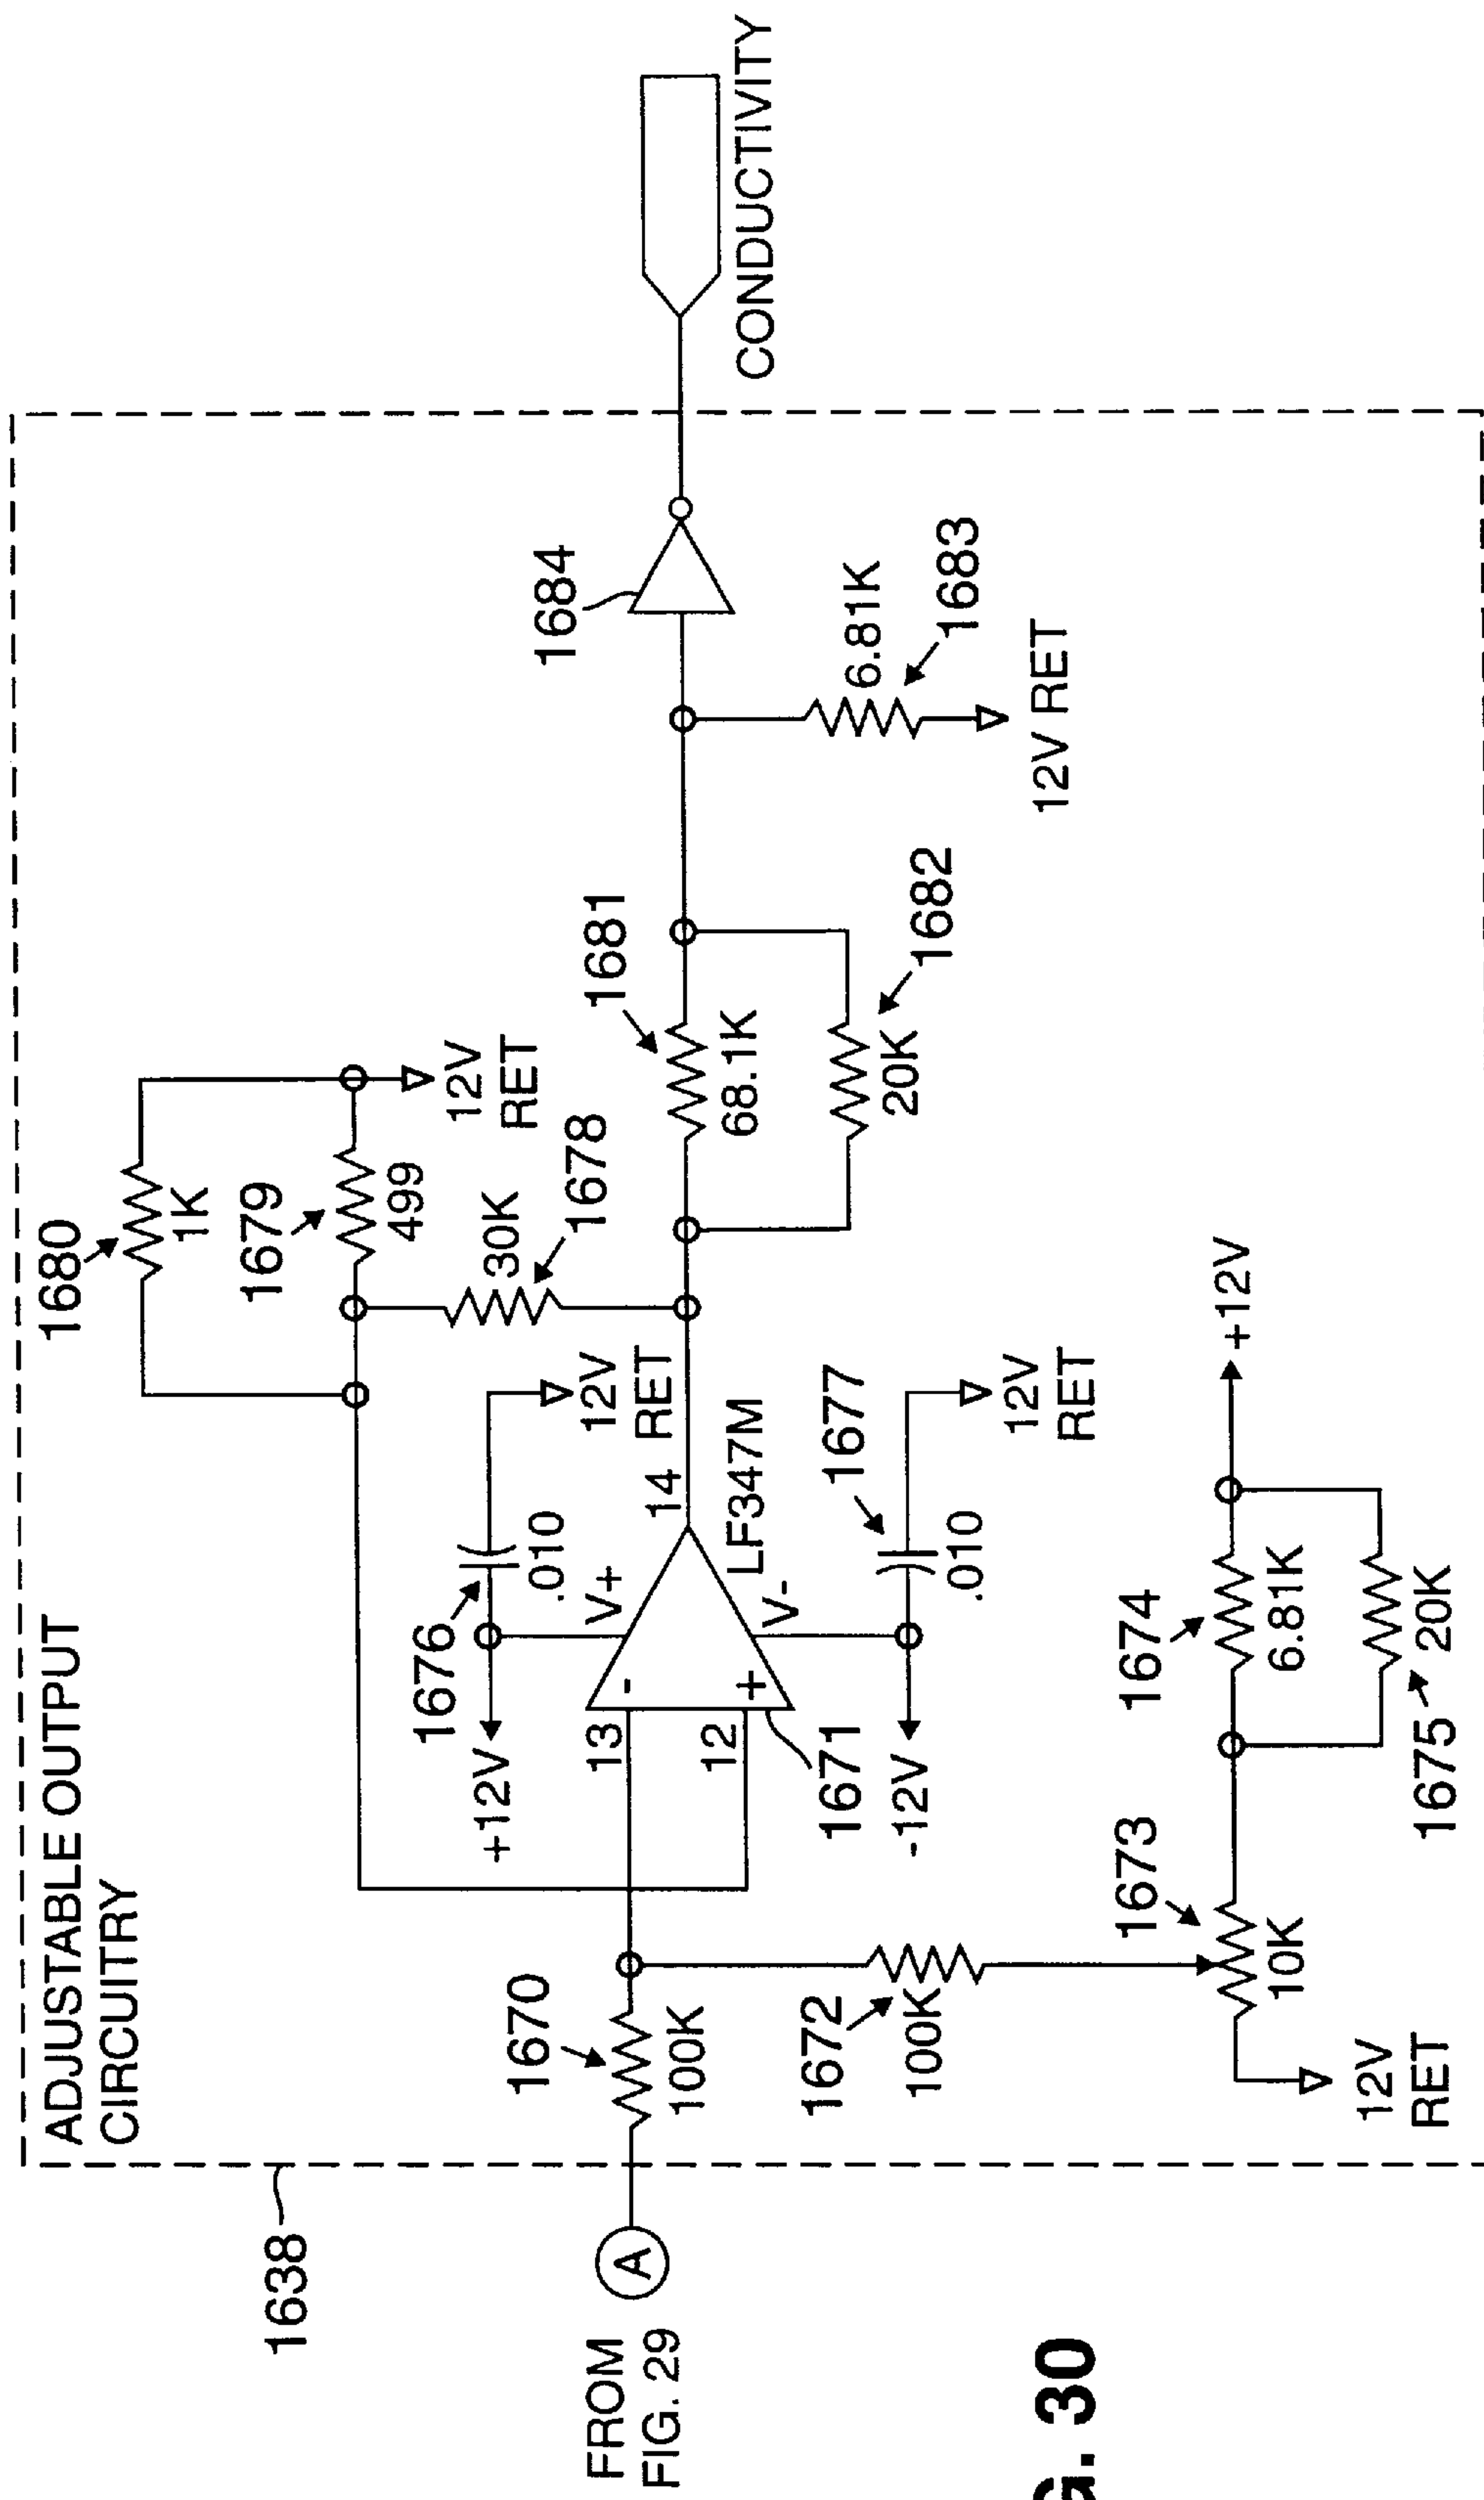 ADJUSTABLE OUTPUT
CIRCUITRY
1638
1680
1K
1679
499
12V
RET
30K
1678
1676
+12V
.010
12V
RET
V+
13
-
12
+
14
LF347M
V-
1671
-12V
1677
.010
12V
RET
FROM
FIG. 29
A
1670
100K
1672
100K
1673
10K
12V
RET
1674
6.81K
1675
20K
+12V
1681
68.1K
1682
20K
1684
6.81K
1683
12V RET
CONDUCTIVITY
30